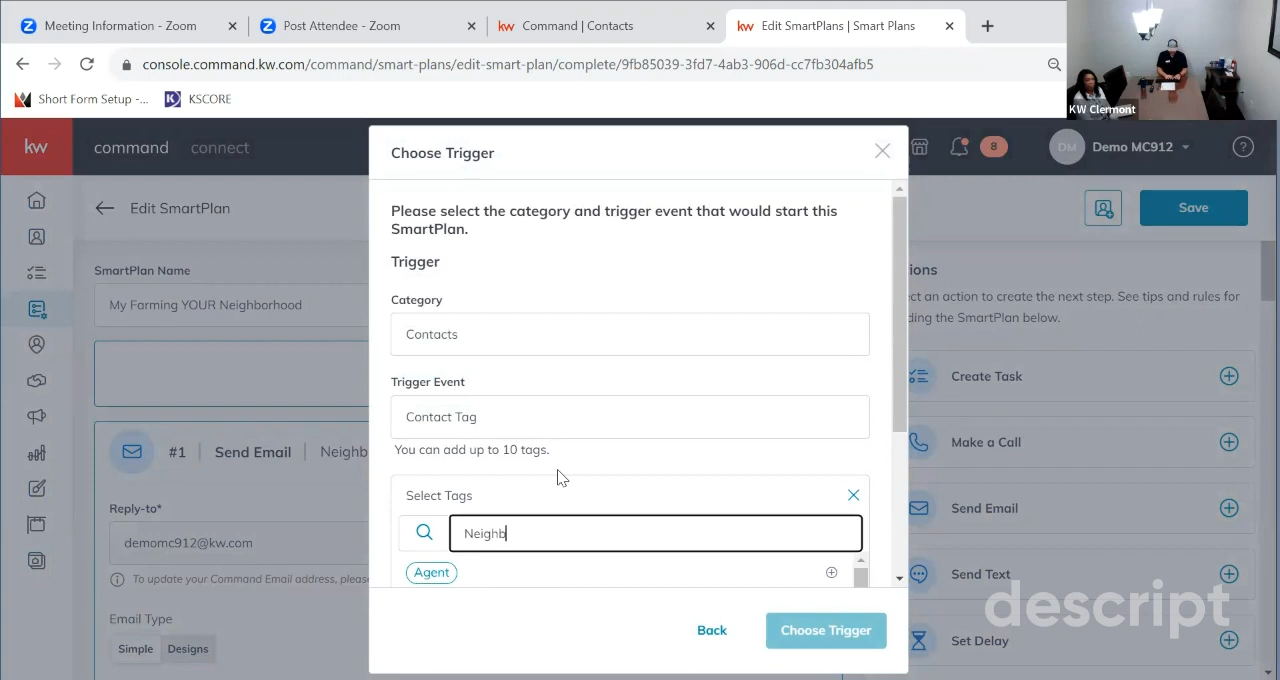 Meeting Information - Zoom
Post Attendee - Zoom
kw Command | Contacts
kw Edit SmartPlans | Smart Plans
console.command.kw.com/command/smart-plans/edit-smart-plan/complete/9fb85039-3fd7-4ab3-906d-cc7fb304afb5
Short Form Setup -...
KSCORE
KW Clermont
kw
command
connect
8
DM
Demo MC912
Edit SmartPlan
Save
SmartPlan Name
My Farming YOUR Neighborhood
#1
Send Email
Neighb
Reply-to*
demomc912@kw.com
To update your Command Email address, please
Email Type
Simple
Designs
Choose Trigger
Please select the category and trigger event that would start this
SmartPlan.
Trigger
Category
Contacts
Trigger Event
Contact Tag
You can add up to 10 tags.
Select Tags
Neighb
Agent
Back
Choose Trigger
ions
ct an action to create the next step. See tips and rules for
ding the SmartPlan below.
Create Task
Make a Call
Send Email
Send Text
Set Delay
descript